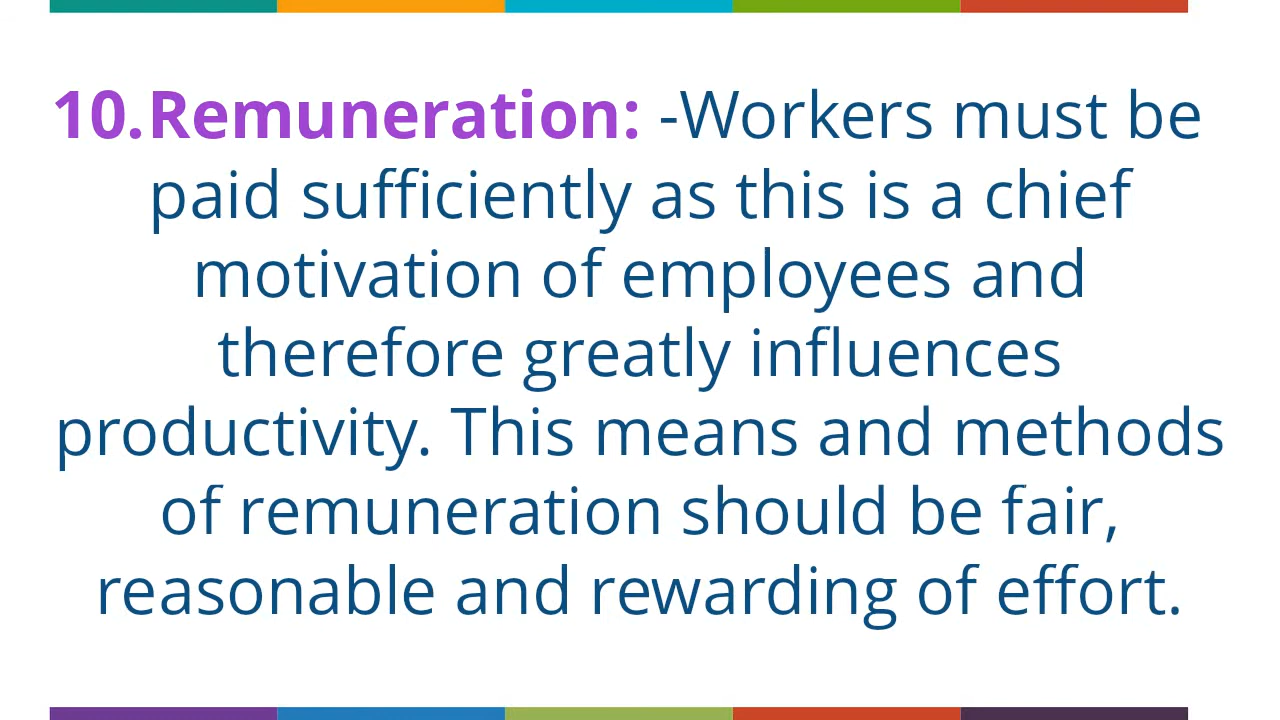 10.Remuneration: -Workers must be
paid sufficiently as this is a chief
motivation of employees and
therefore greatly influences
productivity. This means and methods
of remuneration should be fair,
reasonable and rewarding of effort.